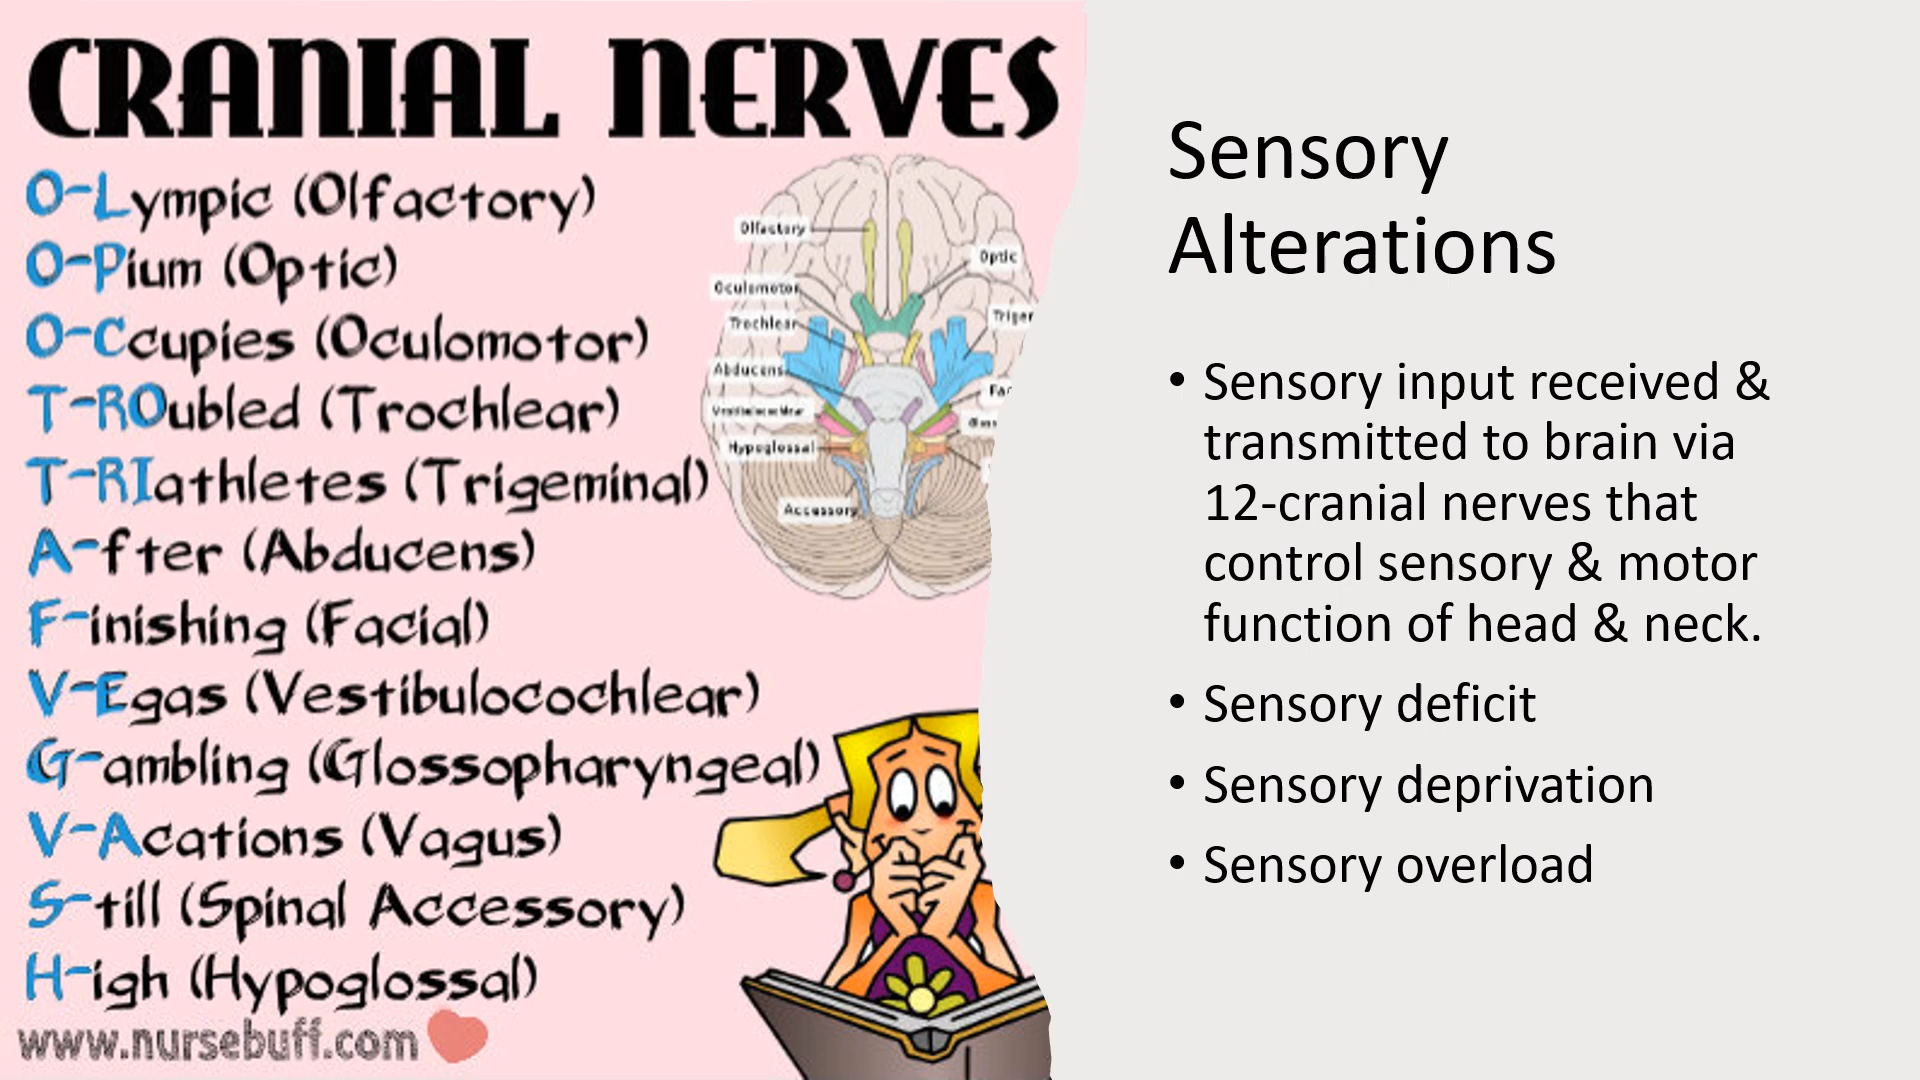 CRANIAL NERVES
O-Lympic (Olfactory)
O-Pium (Optic)
O-Ccupies (Oculomotor)
T-ROubled (Trochlear)
T-RIathletes (Trigeminal)
A-fter (Abducens)
F-inishing (Facial)
V-Egas (Vestibulocochlear)
G-ambling (Glossopharyngeal)
V-Acations (Vagus)
S-till (Spinal Accessory)
H-igh (Hypoglossal)
www.nursebuff.com
Olfactory
Optic
Oculomotor
Trochlear
Triger
Abducens
Fac
Vestibulocochlear
Hypoglossal
Accessory
Sensory
Alterations
• Sensory input received &
transmitted to brain via
12-cranial nerves that
control sensory & motor
function of head & neck.
• Sensory deficit
• Sensory deprivation
• Sensory overload